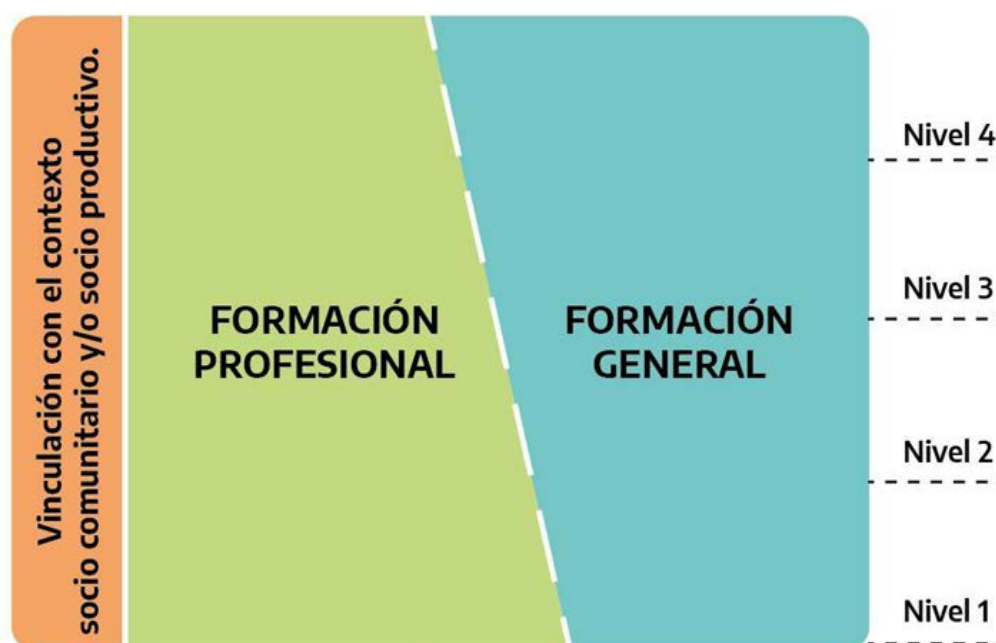 Vinculación con el contexto
socio comunitario y/o socio productivo.
FORMACIÓN
PROFESIONAL
FORMACIÓN
GENERAL
Nivel 4
Nivel 3
Nivel 2
Nivel 1